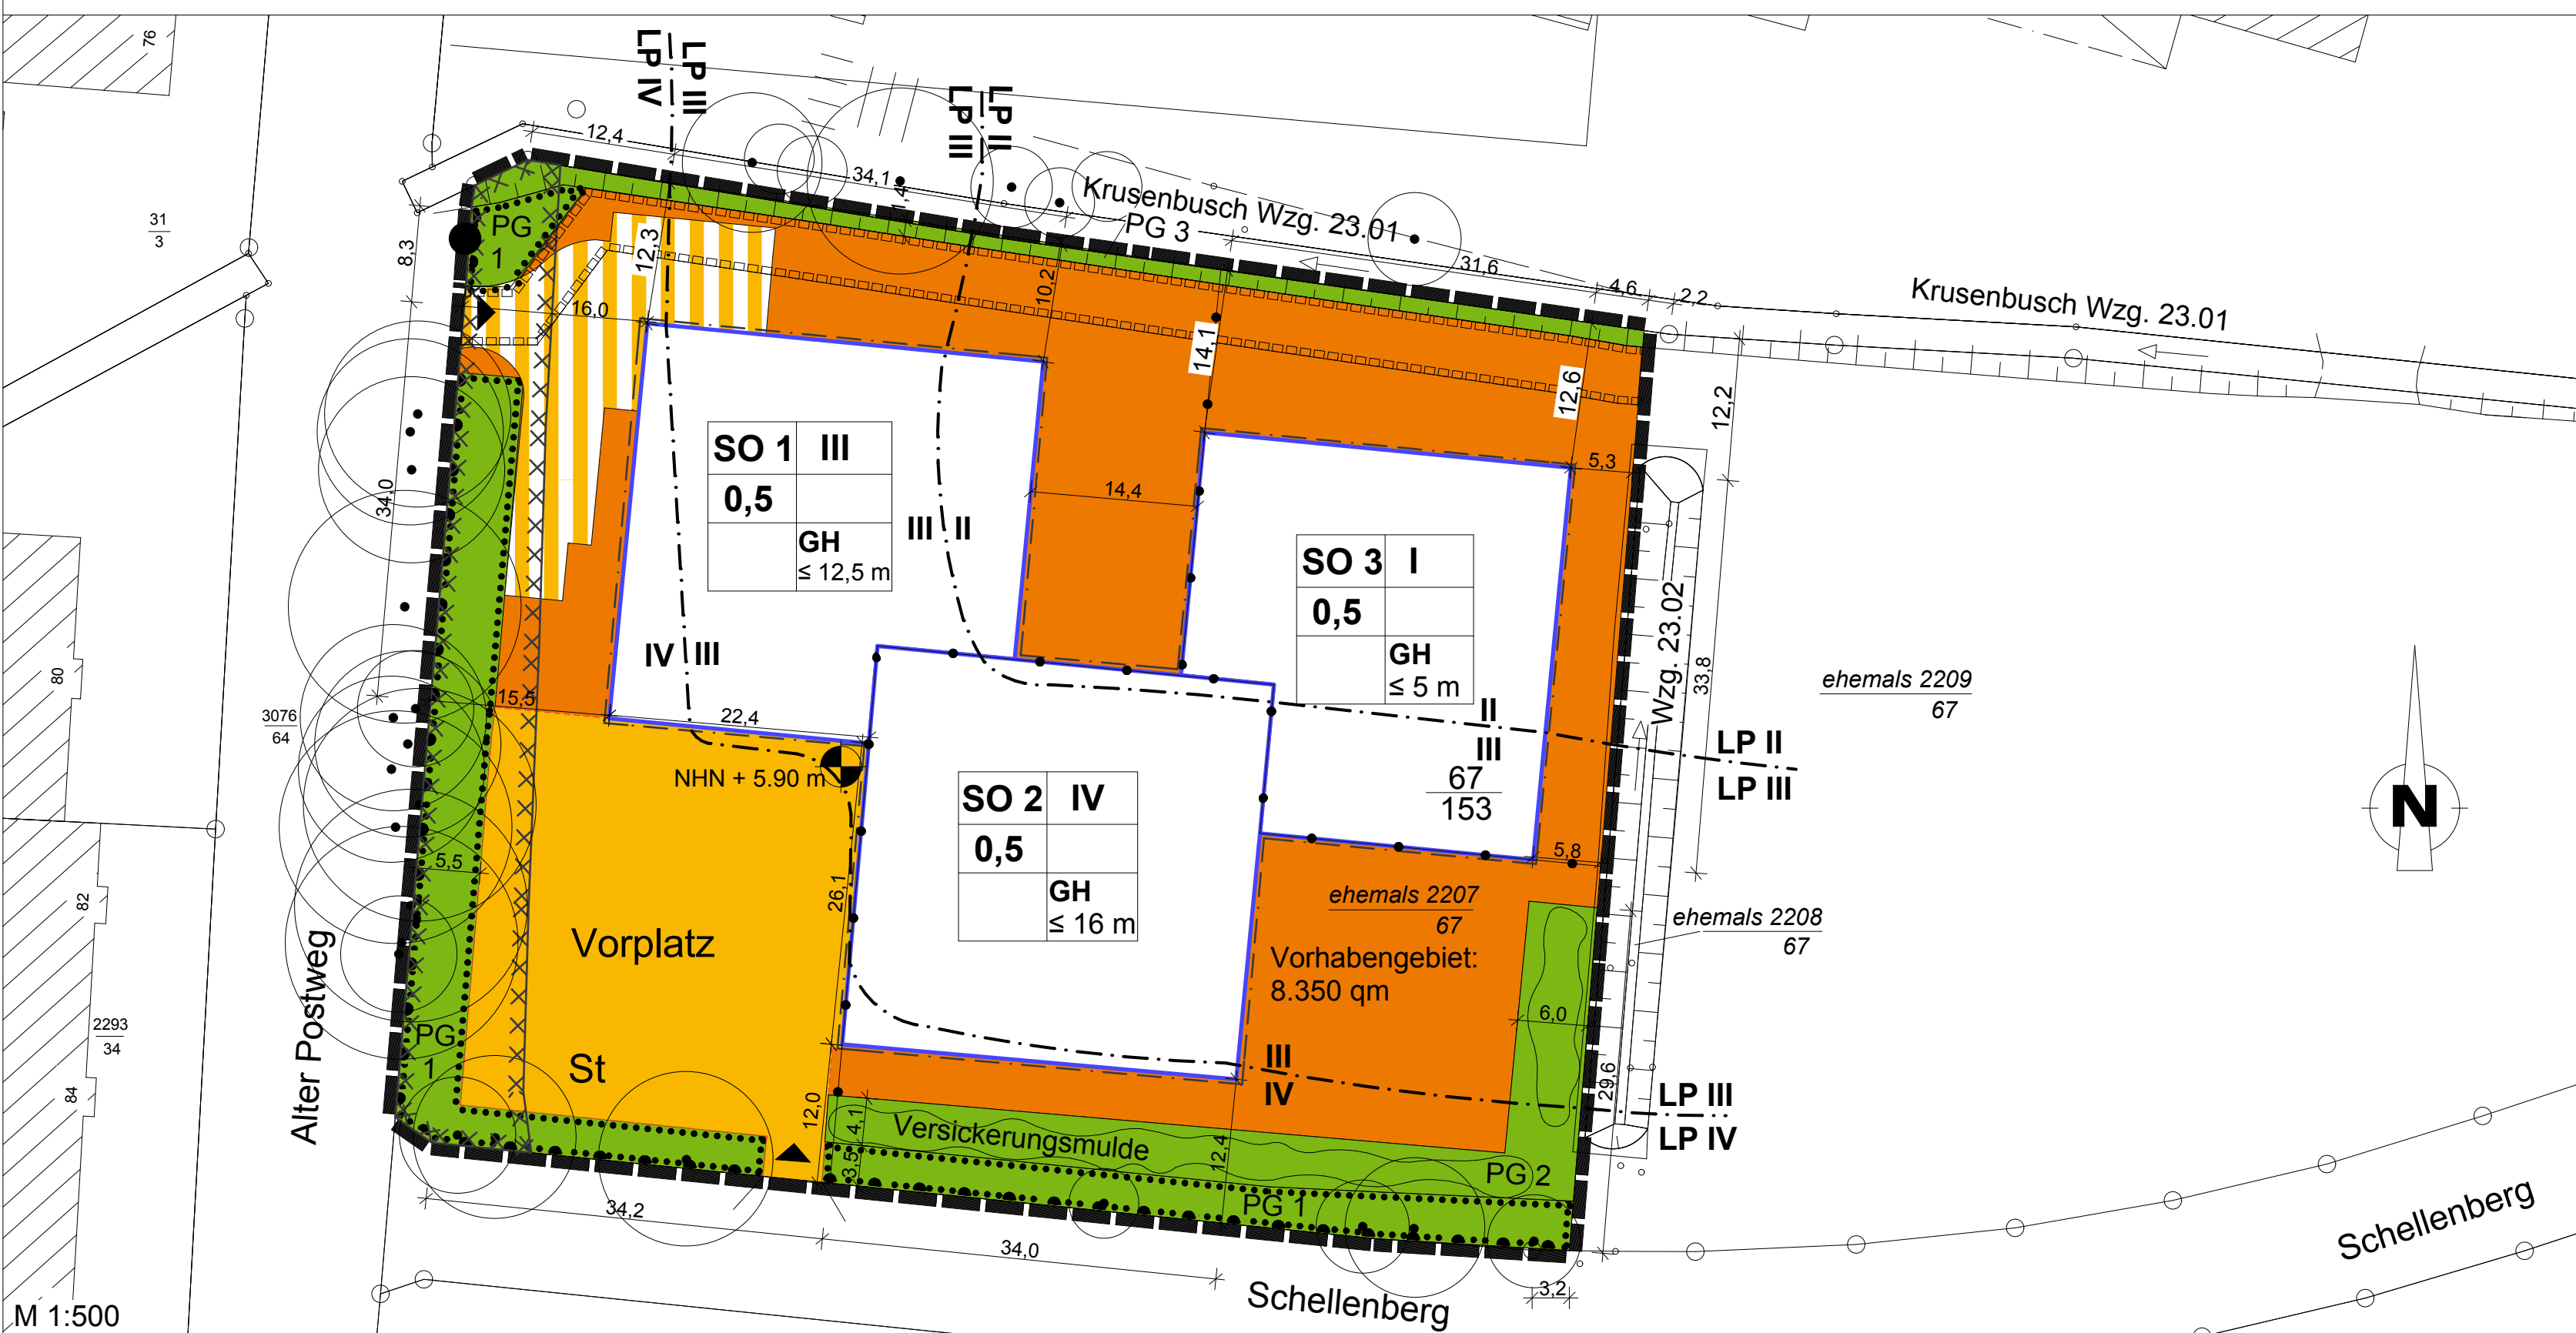 76
LP IV
LP III
LP III
LP II
12,4
34,1
1,4
Krusenbusch Wzg. 23.01
PG 3
31,6
4,6
2,2
Krusenbusch Wzg. 23.01
31
3
8,3
PG
1
12,3
10,2
16,0
14,1
12,6
12,2
SO 1 III
0,5
GH
≤ 12,5 m
III II
14,4
5,3
34,0
SO 3 I
0,5
GH
≤ 5 m
Wzg. 23.02
33,8
IV III
80
3076
64
15,5
22,4
NHN + 5.90 m
II
III
67
153
LP II
LP III
ehemals 2209
67
N
SO 2 IV
0,5
GH
≤ 16 m
5,5
26,1
5,8
82
ehemals 2207
67
ehemals 2208
67
Vorplatz
Vorhabengebiet:
8.350 qm
6,0
Alter Postweg
2293
34
PG
1
St
III
IV
29,6
LP III
LP IV
84
12,0
4,1
3,5
Versickerungsmulde
12,4
PG 2
PG 1
34,2
34,0
Schellenberg
3,2
Schellenberg
M 1:500